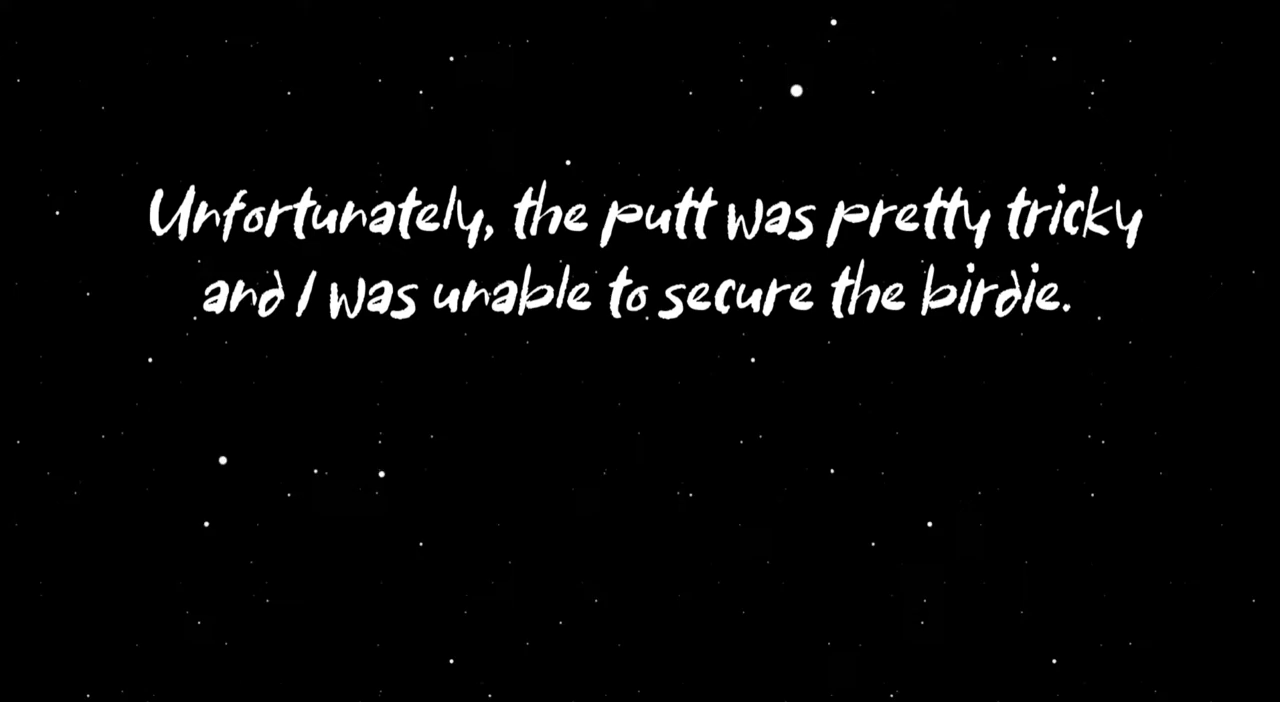 Unfortunately, the putt was pretty tricky
and I was unable to secure the birdie.